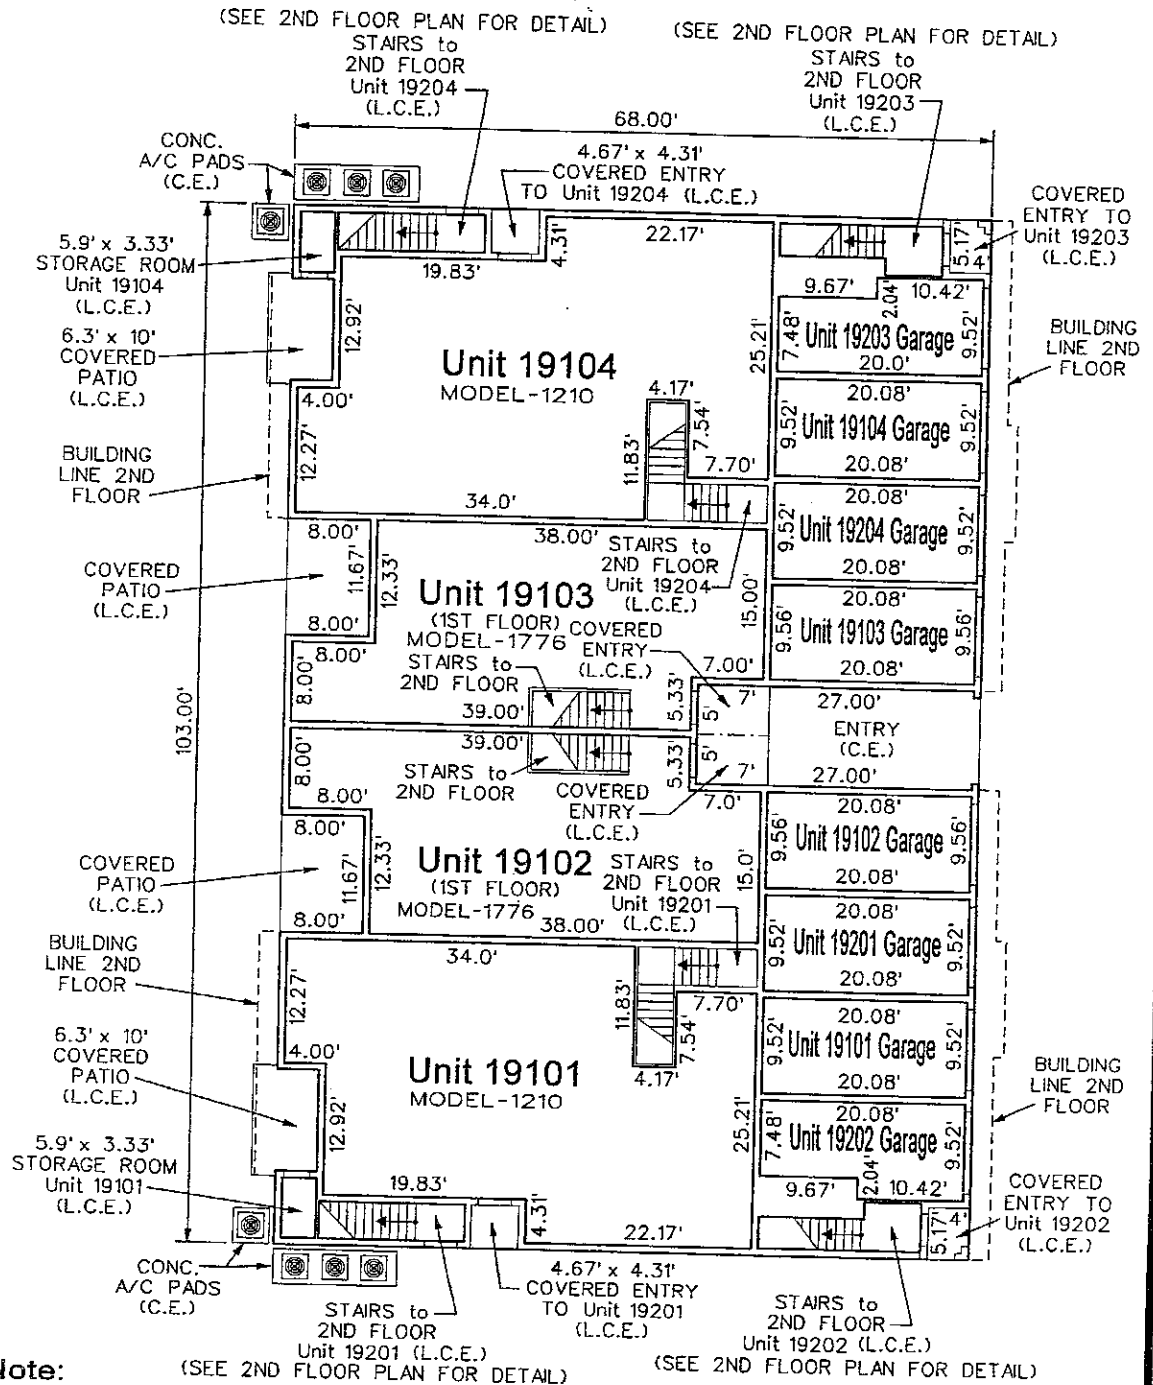 (SEE 2ND FLOOR PLAN FOR DETAIL)
(SEE 2ND FLOOR PLAN FOR DETAIL)
STAIRS to
2ND FLOOR
Unit 19204
(L.C.E.)
STAIRS to
2ND FLOOR
Unit 19203
(L.C.E.)
68.00'
CONC.
A/C PADS
(C.E.)
4.67' x 4.31'
COVERED ENTRY
TO Unit 19204 (L.C.E.)
COVERED
ENTRY TO
Unit 19203
(L.C.E.)
5.9' x 3.33'
STORAGE ROOM
Unit 19104
(L.C.E.)
19.83'
4.31'
22.17'
5.17'
4'
9.67'
2.04'
10.42'
6.3' x 10'
COVERED
PATIO
(L.C.E.)
12.92'
Unit 19104
MODEL-1210
25.21'
7.48'
Unit 19203 Garage
9.52'
20.0'
BUILDING
LINE 2ND
FLOOR
4.00'
4.17'
20.08'
9.52'
Unit 19104 Garage
9.52'
20.08'
BUILDING
LINE 2ND
FLOOR
12.27'
11.83'
7.54'
7.70'
34.0'
20.08'
9.52'
Unit 19204 Garage
9.52'
20.08'
8.00'
38.00'
STAIRS to
2ND FLOOR
Unit 19204
(L.C.E.)
COVERED
PATIO
(L.C.E.)
11.67'
12.33'
Unit 19103
(1ST FLOOR)
MODEL-1776
15.00'
20.08'
9.56'
Unit 19103 Garage
9.56'
20.08'
8.00'
8.00'
COVERED
ENTRY
(L.C.E.)
STAIRS to
2ND FLOOR
7.00'
8.00'
39.00'
5.33'
7'
5'
27.00'
ENTRY
(C.E.)
103.00'
39.00'
8.00'
STAIRS to
2ND FLOOR
5.33'
5'
7'
27.00'
8.00'
COVERED
ENTRY
(L.C.E.)
7.0'
20.08'
9.56'
Unit 19102 Garage
9.56'
20.08'
8.00'
COVERED
PATIO
(L.C.E.)
11.67'
12.33'
Unit 19102
(1ST FLOOR)
MODEL-1776
STAIRS to
2ND FLOOR
Unit 19201
(L.C.E.)
15.0'
8.00'
38.00'
20.08'
9.52'
Unit 19201 Garage
9.52'
20.08'
BUILDING
LINE 2ND
FLOOR
34.0'
12.27'
11.83'
7.70'
7.54'
20.08'
9.52'
Unit 19101 Garage
9.52'
20.08'
6.3' x 10'
COVERED
PATIO
(L.C.E.)
4.00'
Unit 19101
MODEL-1210
4.17'
BUILDING
LINE 2ND
FLOOR
12.92'
25.21'
20.08'
7.48'
Unit 19202 Garage
9.52'
9.67'
2.04'
10.42'
5.9' x 3.33'
STORAGE ROOM
Unit 19101
(L.C.E.)
19.83'
4.31'
22.17'
5.17'
4'
COVERED
ENTRY TO
Unit 19202
(L.C.E.)
CONC.
A/C PADS
(C.E.)
4.67' x 4.31'
COVERED ENTRY
TO Unit 19201
(L.C.E.)
STAIRS to
2ND FLOOR
Unit 19201 (L.C.E.)
(SEE 2ND FLOOR PLAN FOR DETAIL)
STAIRS to
2ND FLOOR
Unit 19202 (L.C.E.)
(SEE 2ND FLOOR PLAN FOR DETAIL)
Note: